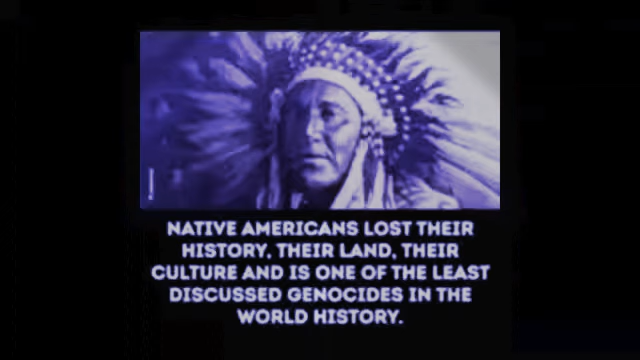 NATIVE AMERICANS LOST THEIR
HISTORY, THEIR LAND, THEIR
CULTURE AND IS ONE OF THE LEAST
DISCUSSED GENOCIDES IN THE
WORLD HISTORY.